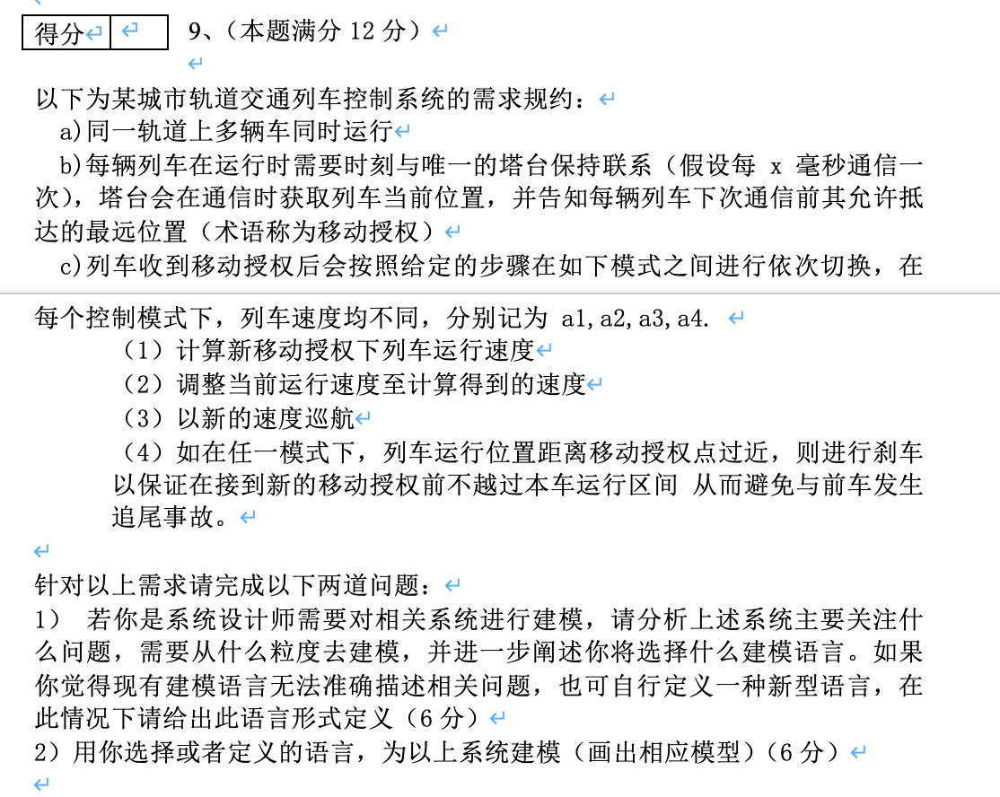 得分 9、（本题满分 12 分）
以下为某城市轨道交通列车控制系统的需求规约：
a)同一轨道上多辆车同时运行
b)每辆列车在运行时需要时刻与唯一的塔台保持联系（假设每 x 毫秒通信一
次），塔台会在通信时获取列车当前位置，并告知每辆列车下次通信前其允许抵
达的最远位置（术语称为移动授权）
c)列车收到移动授权后会按照给定的步骤在如下模式之间进行依次切换，在
每个控制模式下，列车速度均不同，分别记为 a1,a2,a3,a4.
（1）计算新移动授权下列车运行速度
（2）调整当前运行速度至计算得到的速度
（3）以新的速度巡航
（4）如在任一模式下，列车运行位置距离移动授权点过近，则进行刹车
以保证在接到新的移动授权前不越过本车运行区间 从而避免与前车发生
追尾事故。
针对以上需求请完成以下两道问题：
1） 若你是系统设计师需要对相关系统进行建模，请分析上述系统主要关注什
么问题，需要从什么粒度去建模，并进一步阐述你将选择什么建模语言。如果
你觉得现有建模语言无法准确描述相关问题，也可自行定义一种新型语言，在
此情况下请给出此语言形式定义（6 分）
2）用你选择或者定义的语言，为以上系统建模（画出相应模型）（6 分）